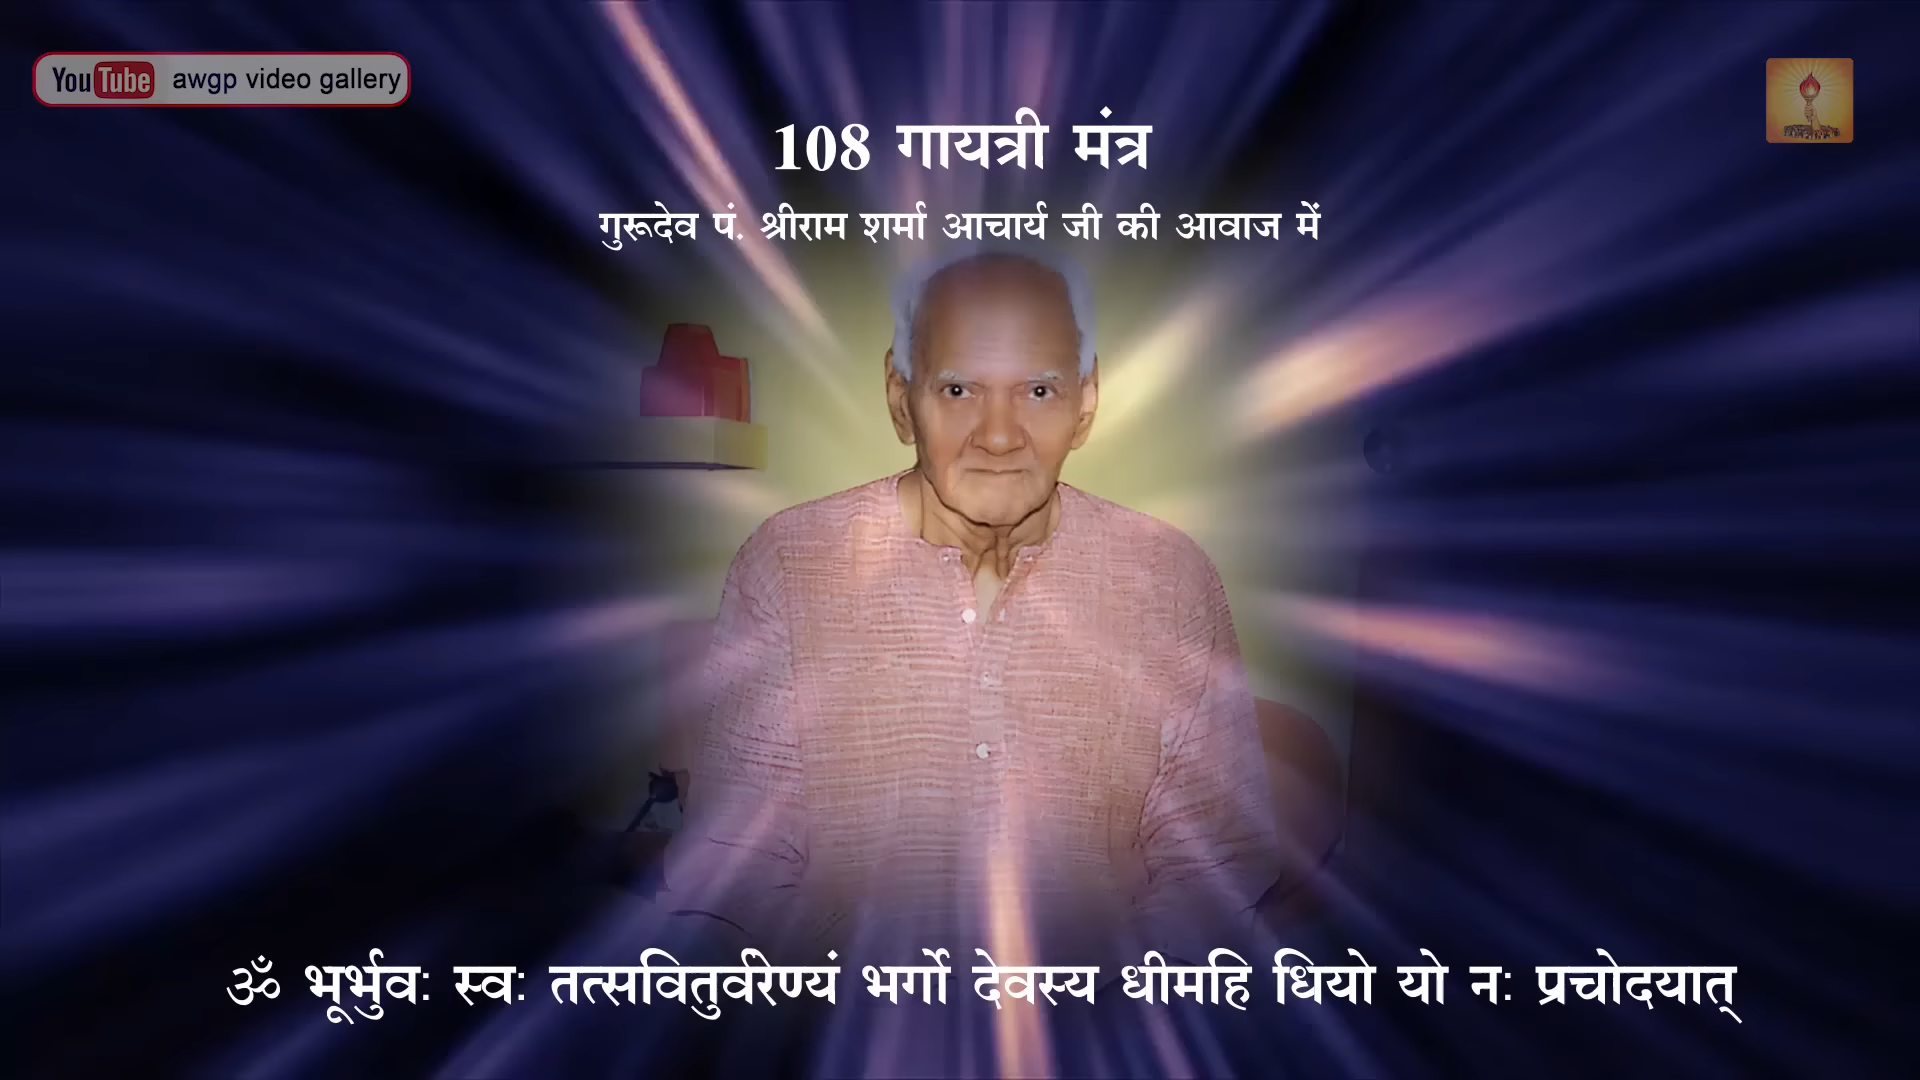 YouTube awgp video gallery
108 गायत्री मंत्र
गुरूदेव पं. श्रीराम शर्मा आचार्य जी की आवाज में
ॐ भूर्भुवः स्वः तत्सवितुर्वरेण्यं भर्गो देवस्य धीमहि धियो यो नः प्रचोदयात्